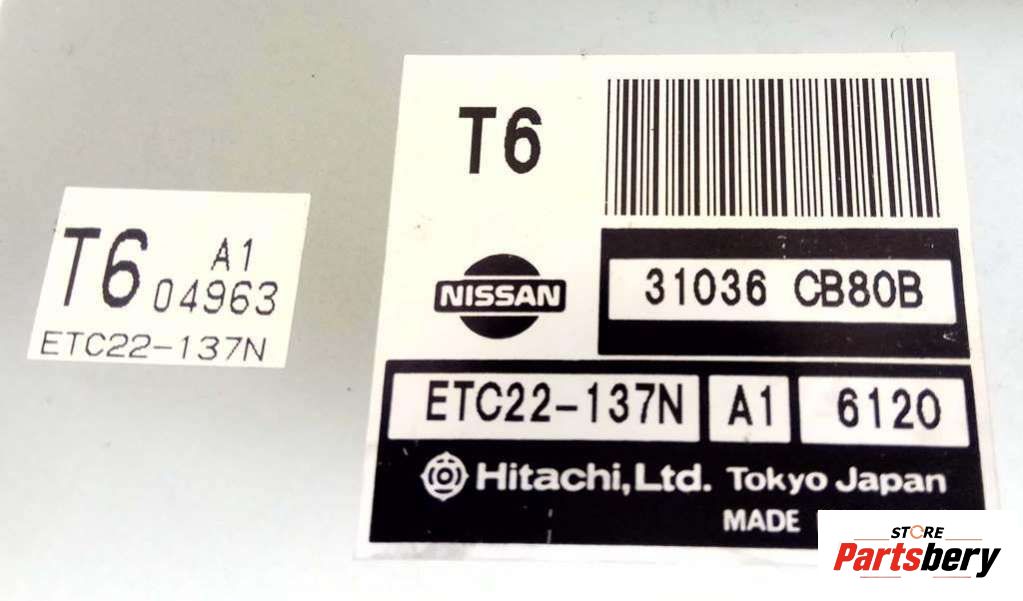 T6
A1
04963
ETC22-137N
T6
NISSAN
31036 CB80B
ETC22-137N A1 6120
Hitachi,Ltd. Tokyo Japan
MADE
STORE
Partsbery